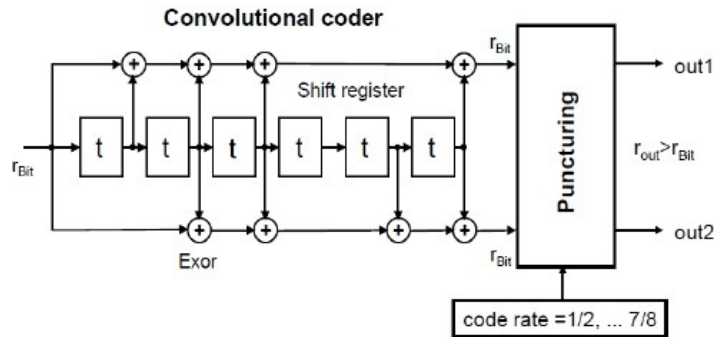 Convolutional coder
r_Bit
out1
Shift register
t t t t t t
r_Bit
Puncturing
r_out>r_Bit
out2
Exor
r_Bit
code rate =1/2, ... 7/8